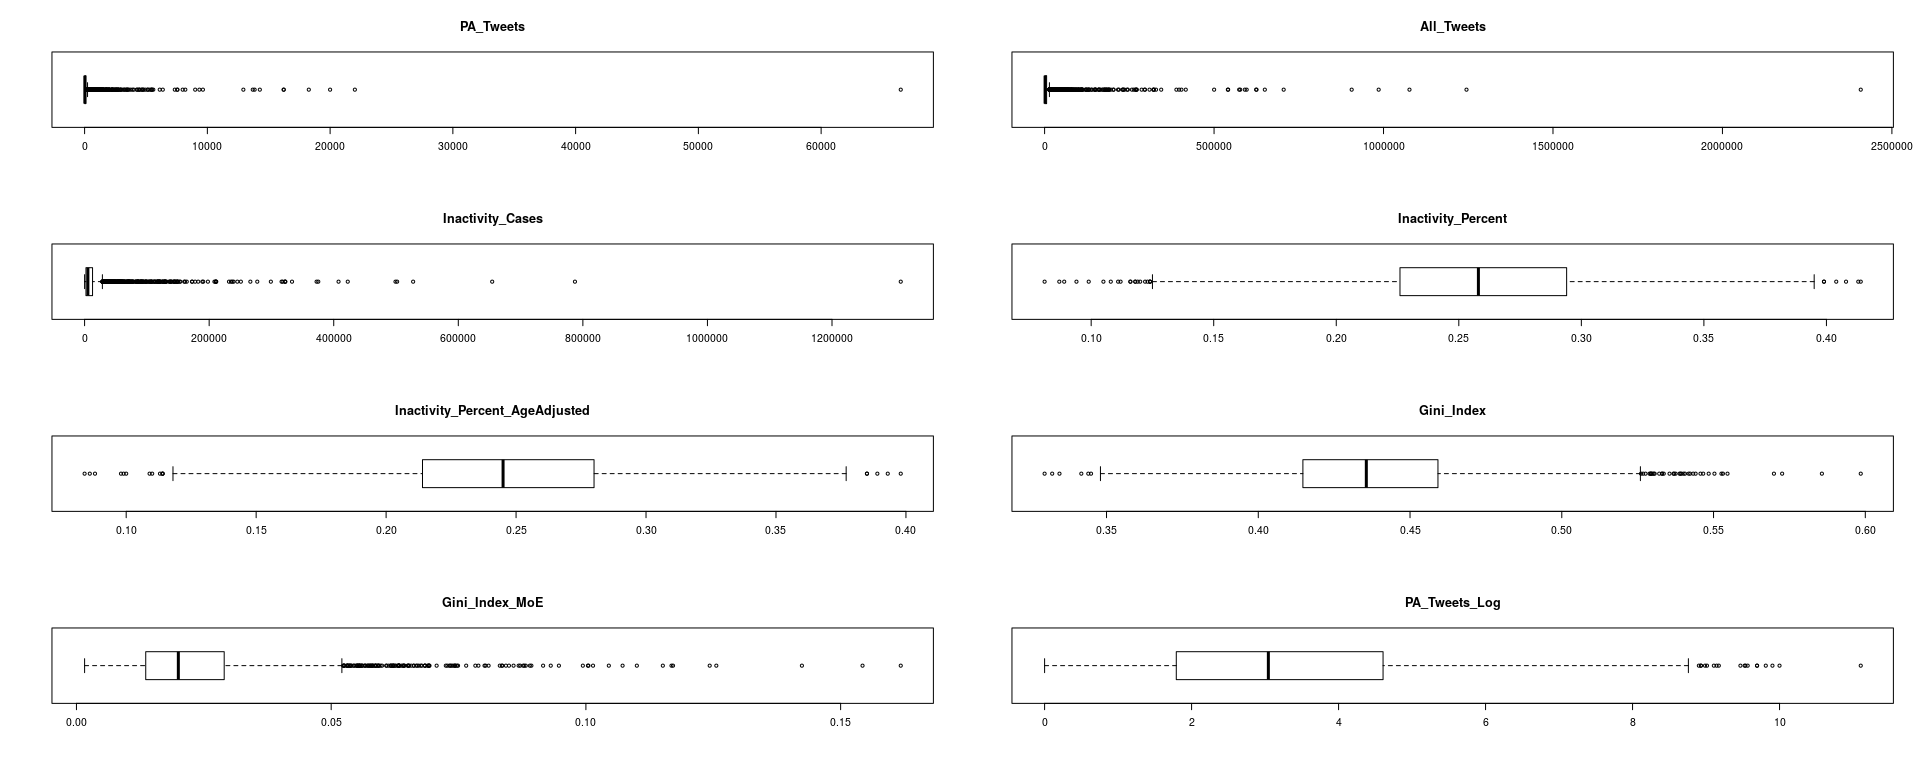 PA_Tweets
0 10000 20000 30000 40000 50000 60000
All_Tweets
0 500000 1000000 1500000 2000000 2500000
Inactivity_Cases
0 200000 400000 600000 800000 1000000 1200000
Inactivity_Percent
0.10 0.15 0.20 0.25 0.30 0.35 0.40
Inactivity_Percent_AgeAdjusted
0.10 0.15 0.20 0.25 0.30 0.35 0.40
Gini_Index
0.35 0.40 0.45 0.50 0.55 0.60
Gini_Index_MoE
0.00 0.05 0.10 0.15
PA_Tweets_Log
0 2 4 6 8 10